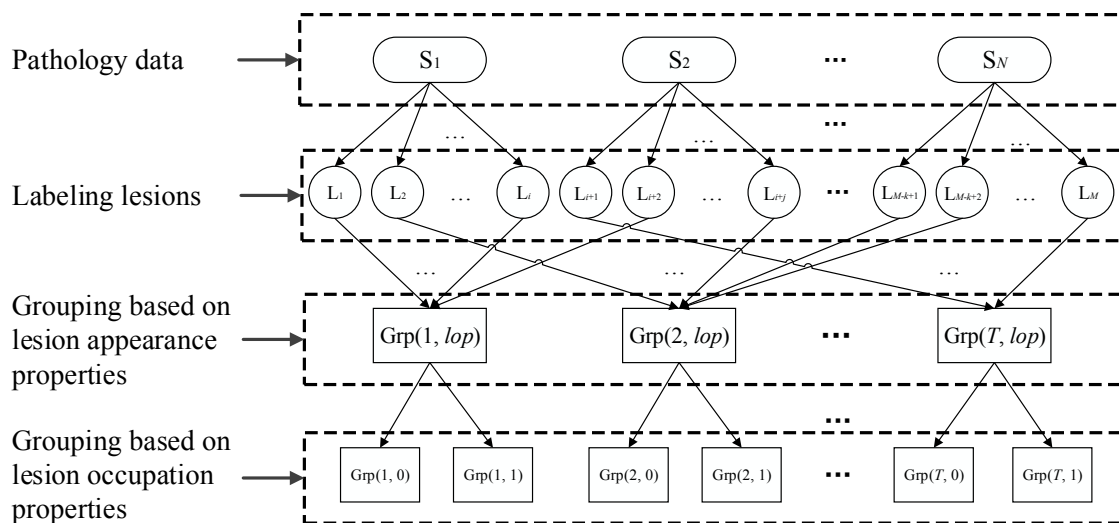 Pathology data
S1
S2
...
SN
...
...
...
...
Labeling lesions
L1
L2
...
Li
Li+1
Li+2
...
Li+j
...
LM-k+1
LM-k+2
...
LM
...
...
...
Grouping based on
lesion appearance
properties
Grp(1, lop)
Grp(2, lop)
...
Grp(T, lop)
...
Grouping based on
lesion occupation
properties
Grp(1, 0)
Grp(1, 1)
Grp(2, 0)
Grp(2, 1)
...
Grp(T, 0)
Grp(T, 1)